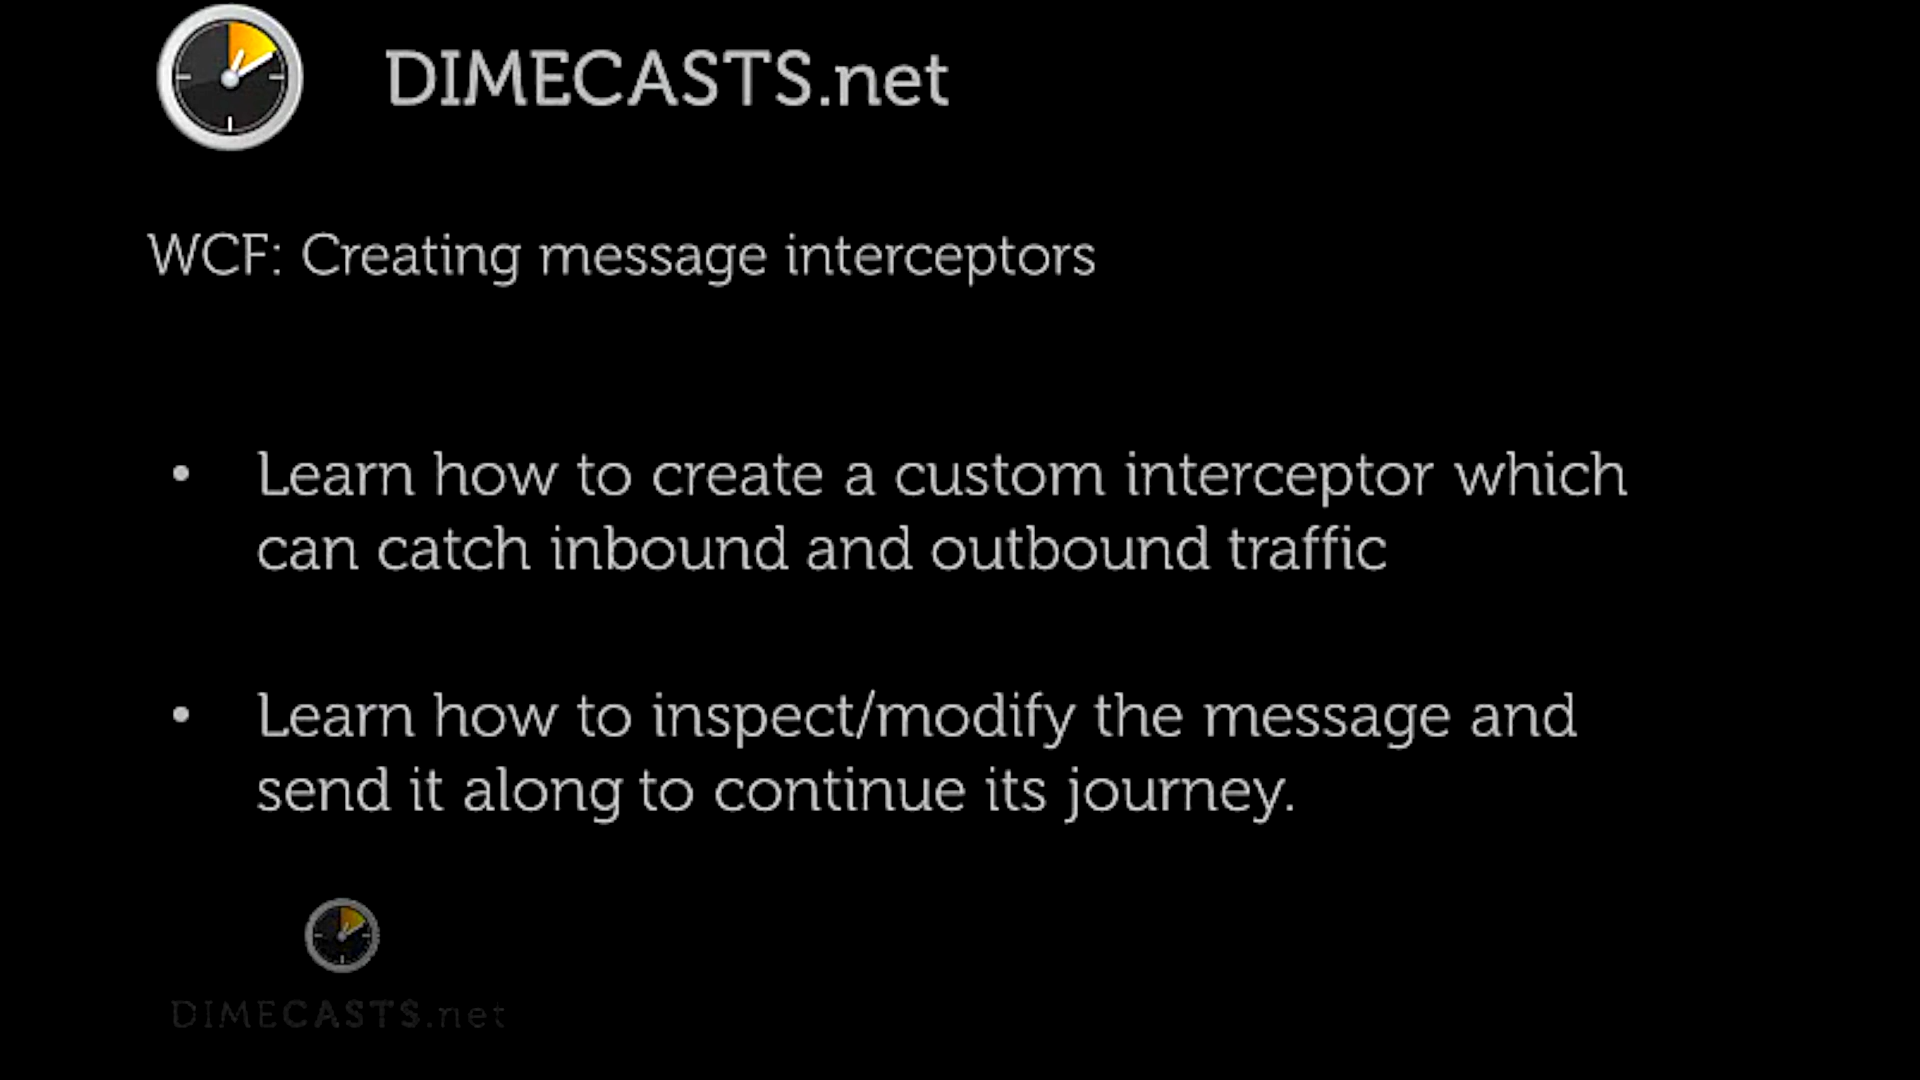 DIMECASTS.net
WCF: Creating message interceptors
• Learn how to create a custom interceptor which
can catch inbound and outbound traffic
• Learn how to inspect/modify the message and
send it along to continue its journey.
DIMECASTS.net